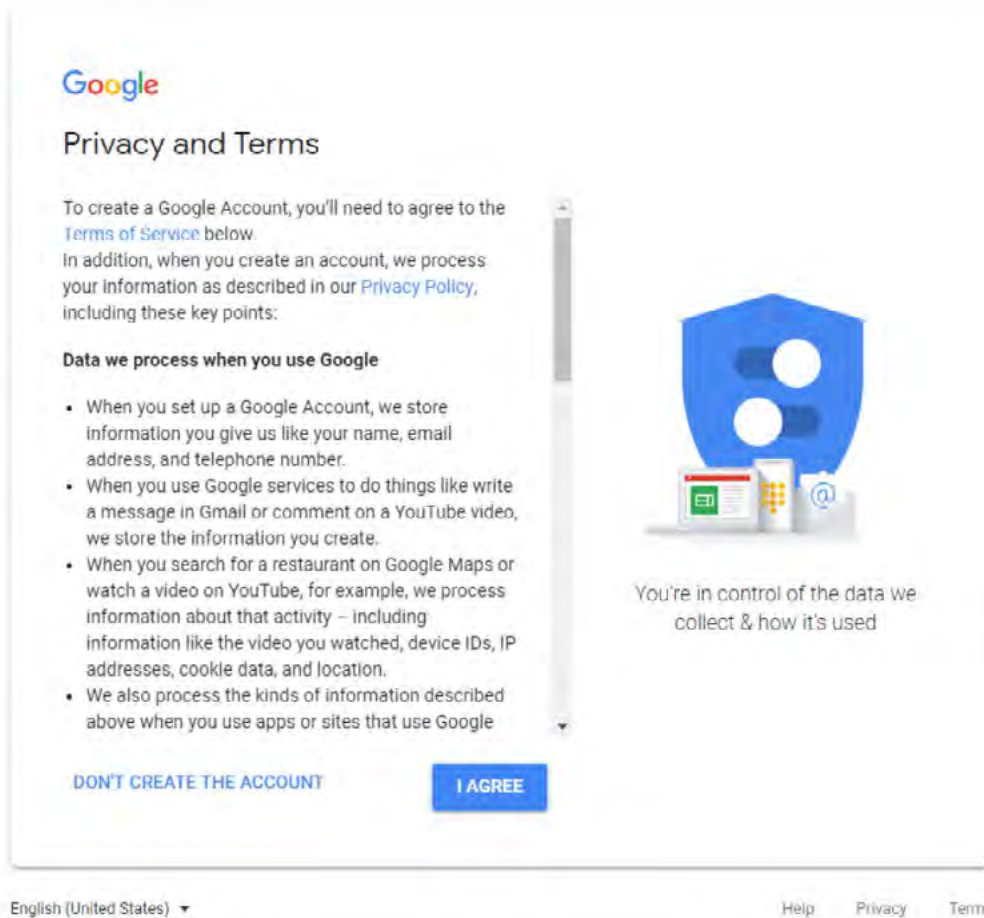 Google
Privacy and Terms
To create a Google Account, you'll need to agree to the
Terms of Service below.
In addition, when you create an account, we process
your information as described in our Privacy Policy,
including these key points:
Data we process when you use Google
• When you set up a Google Account, we store
information you give us like your name, email
address, and telephone number.
• When you use Google services to do things like write
a message in Gmail or comment on a YouTube video,
we store the information you create.
• When you search for a restaurant on Google Maps or
watch a video on YouTube, for example, we process
information about that activity – including
information like the video you watched, device IDs, IP
addresses, cookie data, and location.
• We also process the kinds of information described
above when you use apps or sites that use Google
DON'T CREATE THE ACCOUNT
I AGREE
@
You're in control of the data we
collect & how it's used
English (United States)
Help Privacy Term